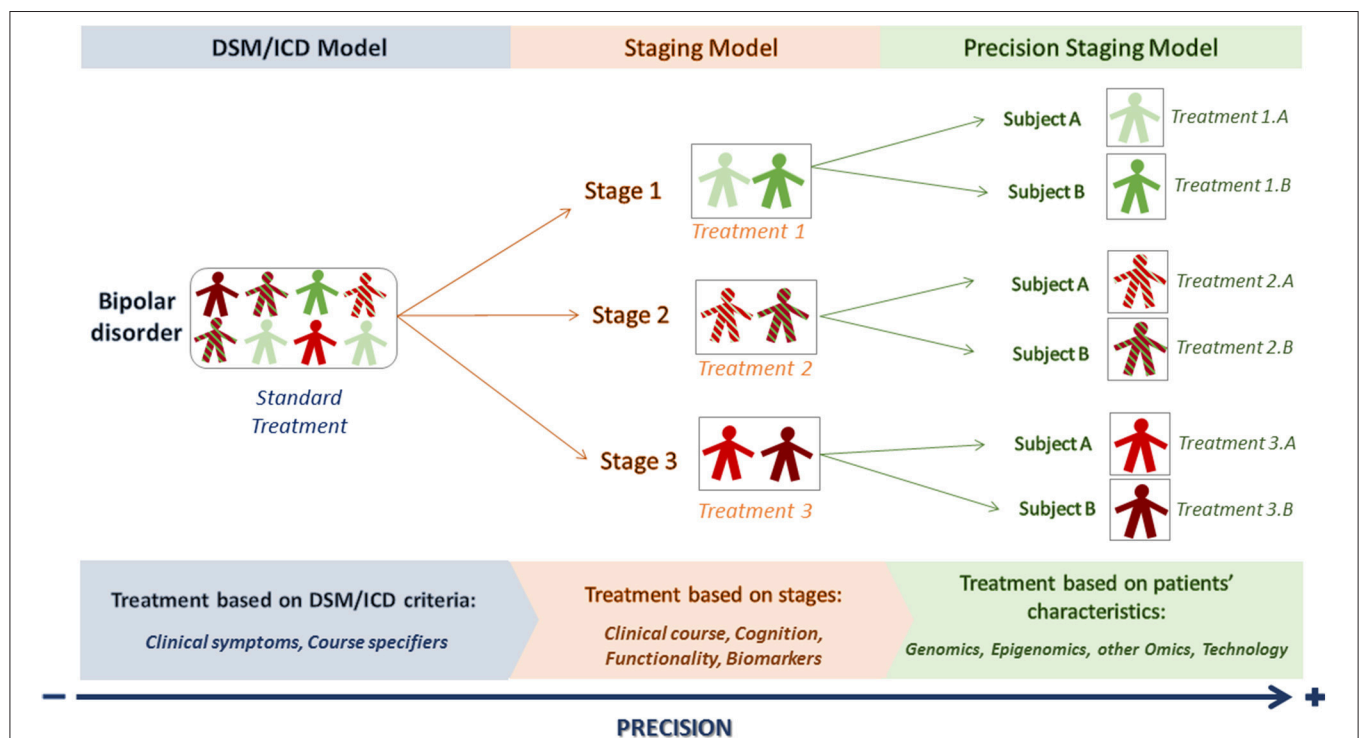 DSM/ICD Model
Staging Model
Precision Staging Model
Bipolar
disorder
Standard
Treatment
Stage 1
Treatment 1
Stage 2
Treatment 2
Stage 3
Treatment 3
Subject A
Treatment 1.A
Subject B
Treatment 1.B
Subject A
Treatment 2.A
Subject B
Treatment 2.B
Subject A
Treatment 3.A
Subject B
Treatment 3.B
Treatment based on DSM/ICD criteria:
Clinical symptoms, Course specifiers
Treatment based on stages:
Clinical course, Cognition,
Functionality, Biomarkers
Treatment based on patients’
characteristics:
Genomics, Epigenomics, other Omics, Technology
PRECISION